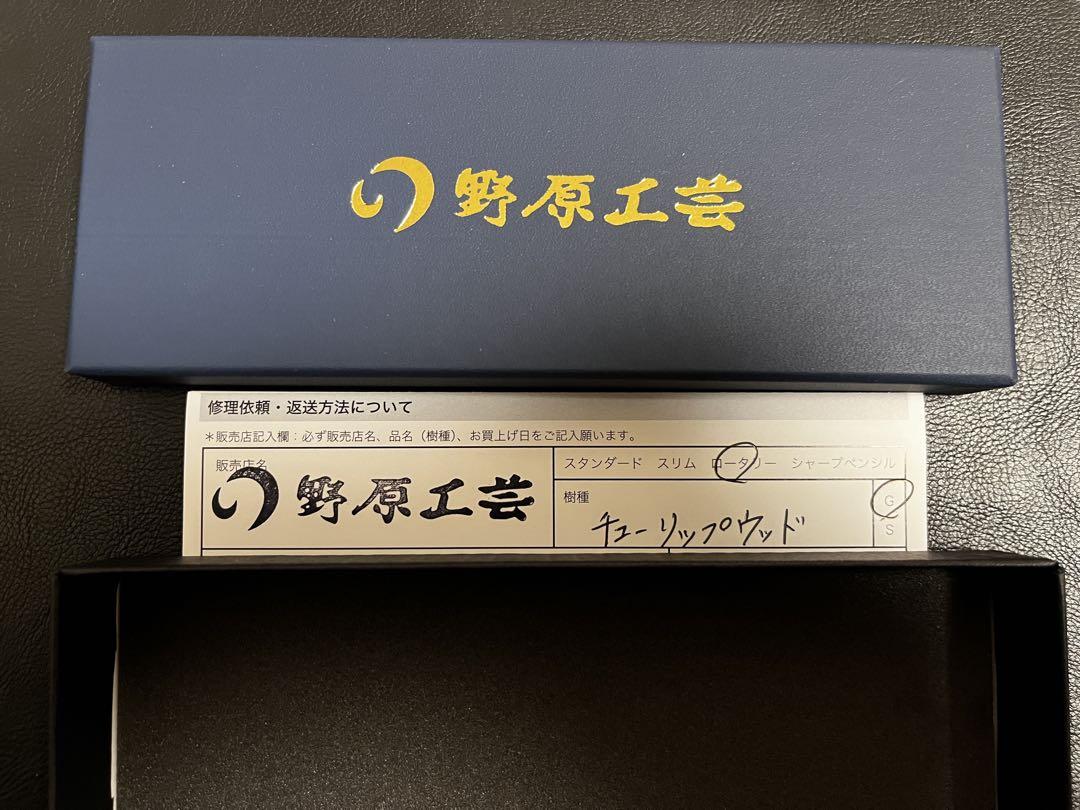 野原工芸
修理依頼・返送方法について
＊販売店記入欄：必ず販売店名、品名（樹種）、お買上げ日をご記入願います。
販売店名
野原工芸
スタンダード スリム ロータリー シャープペンシル
樹種
チューリップウッド
G
S